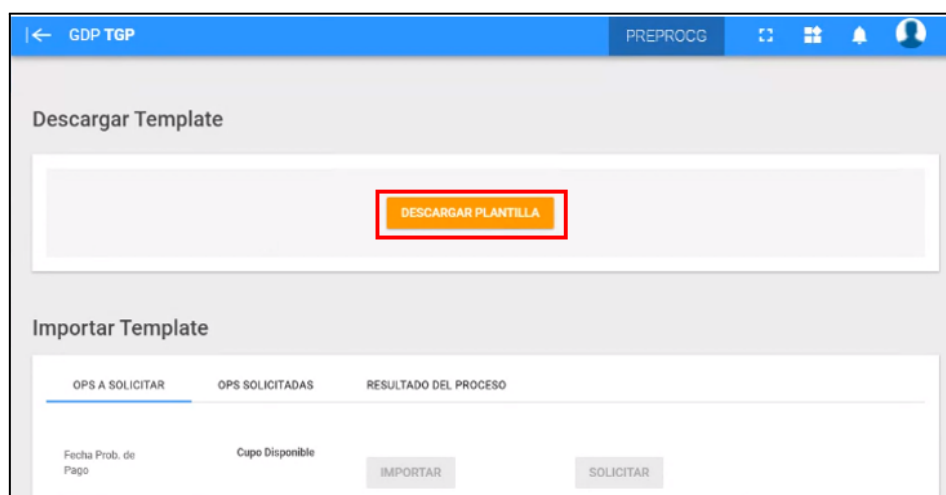 GDP TGP
PREPROCG
Descargar Template
DESCARGAR PLANTILLA
Importar Template
OPS A SOLICITAR
OPS SOLICITADAS
RESULTADO DEL PROCESO
Fecha Prob. de
Pago
Cupo Disponible
IMPORTAR
SOLICITAR